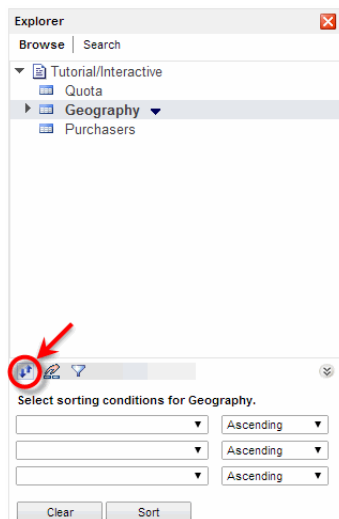 Explorer
Browse Search
Tutorial/Interactive
Quota
Geography
Purchasers
Select sorting conditions for Geography.
Ascending
Ascending
Ascending
Clear Sort